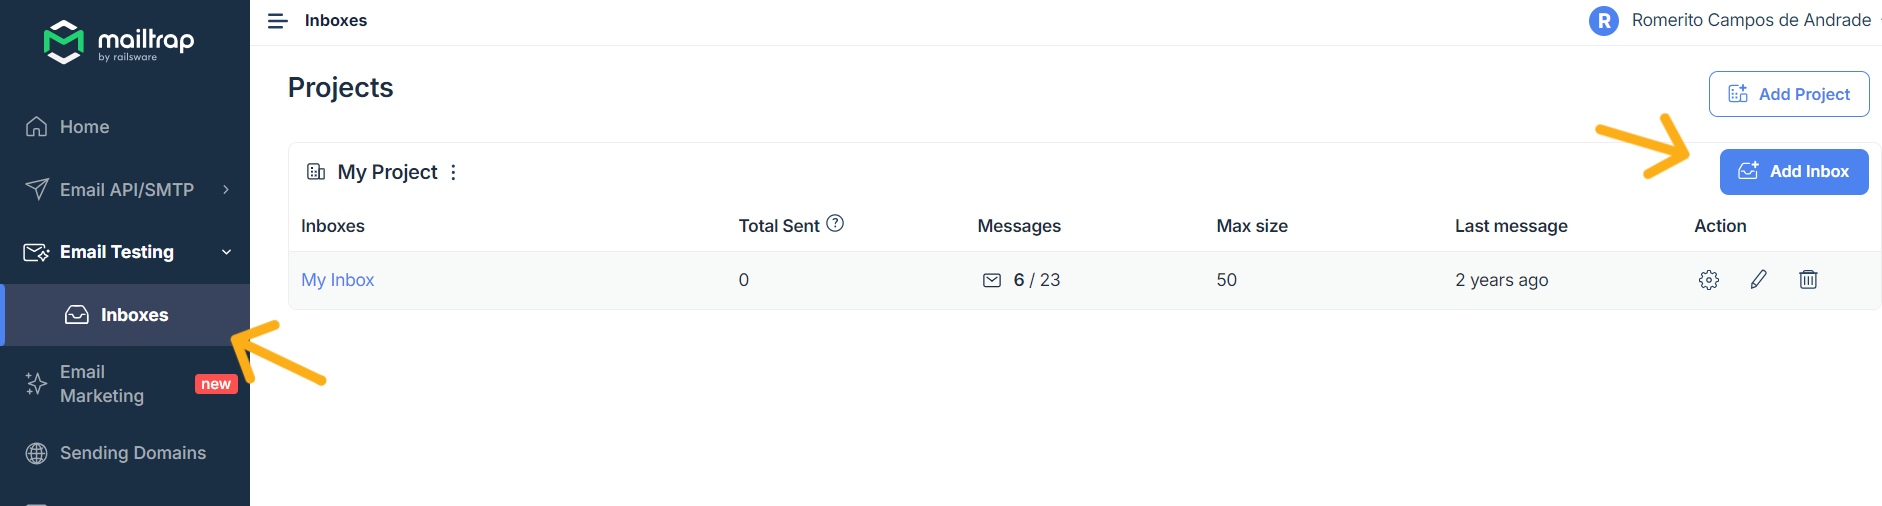 mailtrap
by railsware
Home
Email API/SMTP
Email Testing
Inboxes
Email
Marketing
new
Sending Domains
Inboxes
R Romerito Campos de Andrade
Projects
Add Project
My Project
Add Inbox
Inboxes Total Sent ? Messages Max size Last message Action
My Inbox 0 6 / 23 50 2 years ago